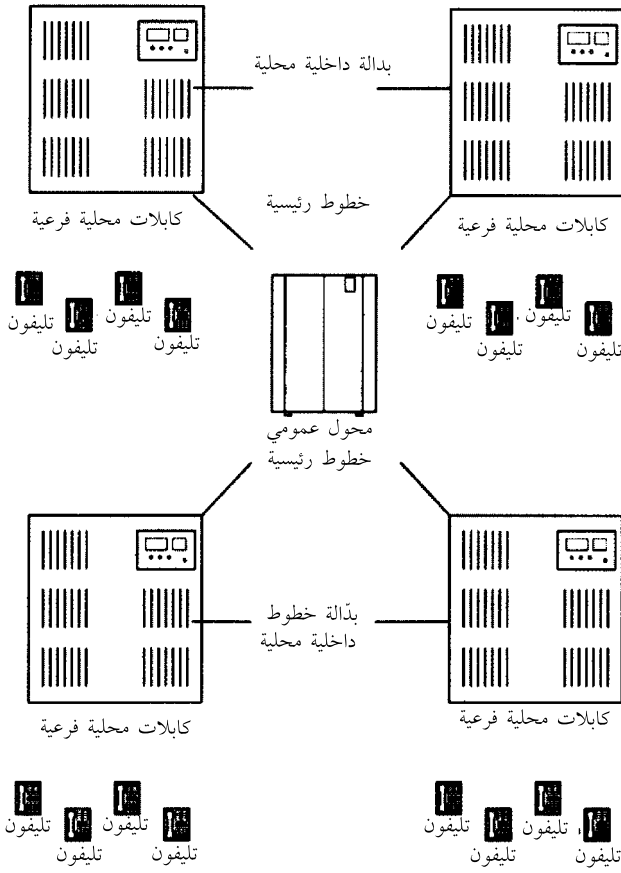 بدالة داخلية محلية
خطوط رئيسية
كابلات محلية فرعية
كابلات محلية فرعية
تليفون
تليفون
تليفون
تليفون
تليفون
تليفون
تليفون
تليفون
محول عمومي
خطوط رئيسية
بدّالة خطوط
داخلية محلية
كابلات محلية فرعية
كابلات محلية فرعية
تليفون
تليفون
تليفون
تليفون
تليفون
تليفون
تليفون
تليفون